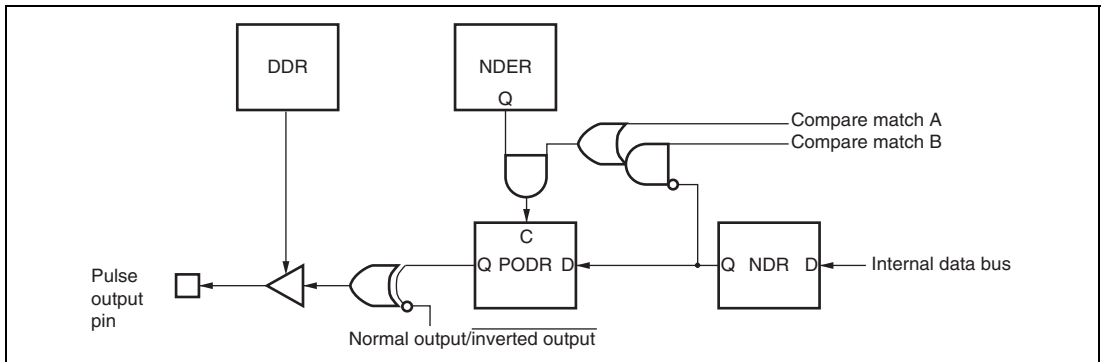 DDR
NDER
Q
Compare match A
Compare match B
C
Q PODR D
Q NDR D
Internal data bus
Pulse
output
pin
Normal output/inverted output